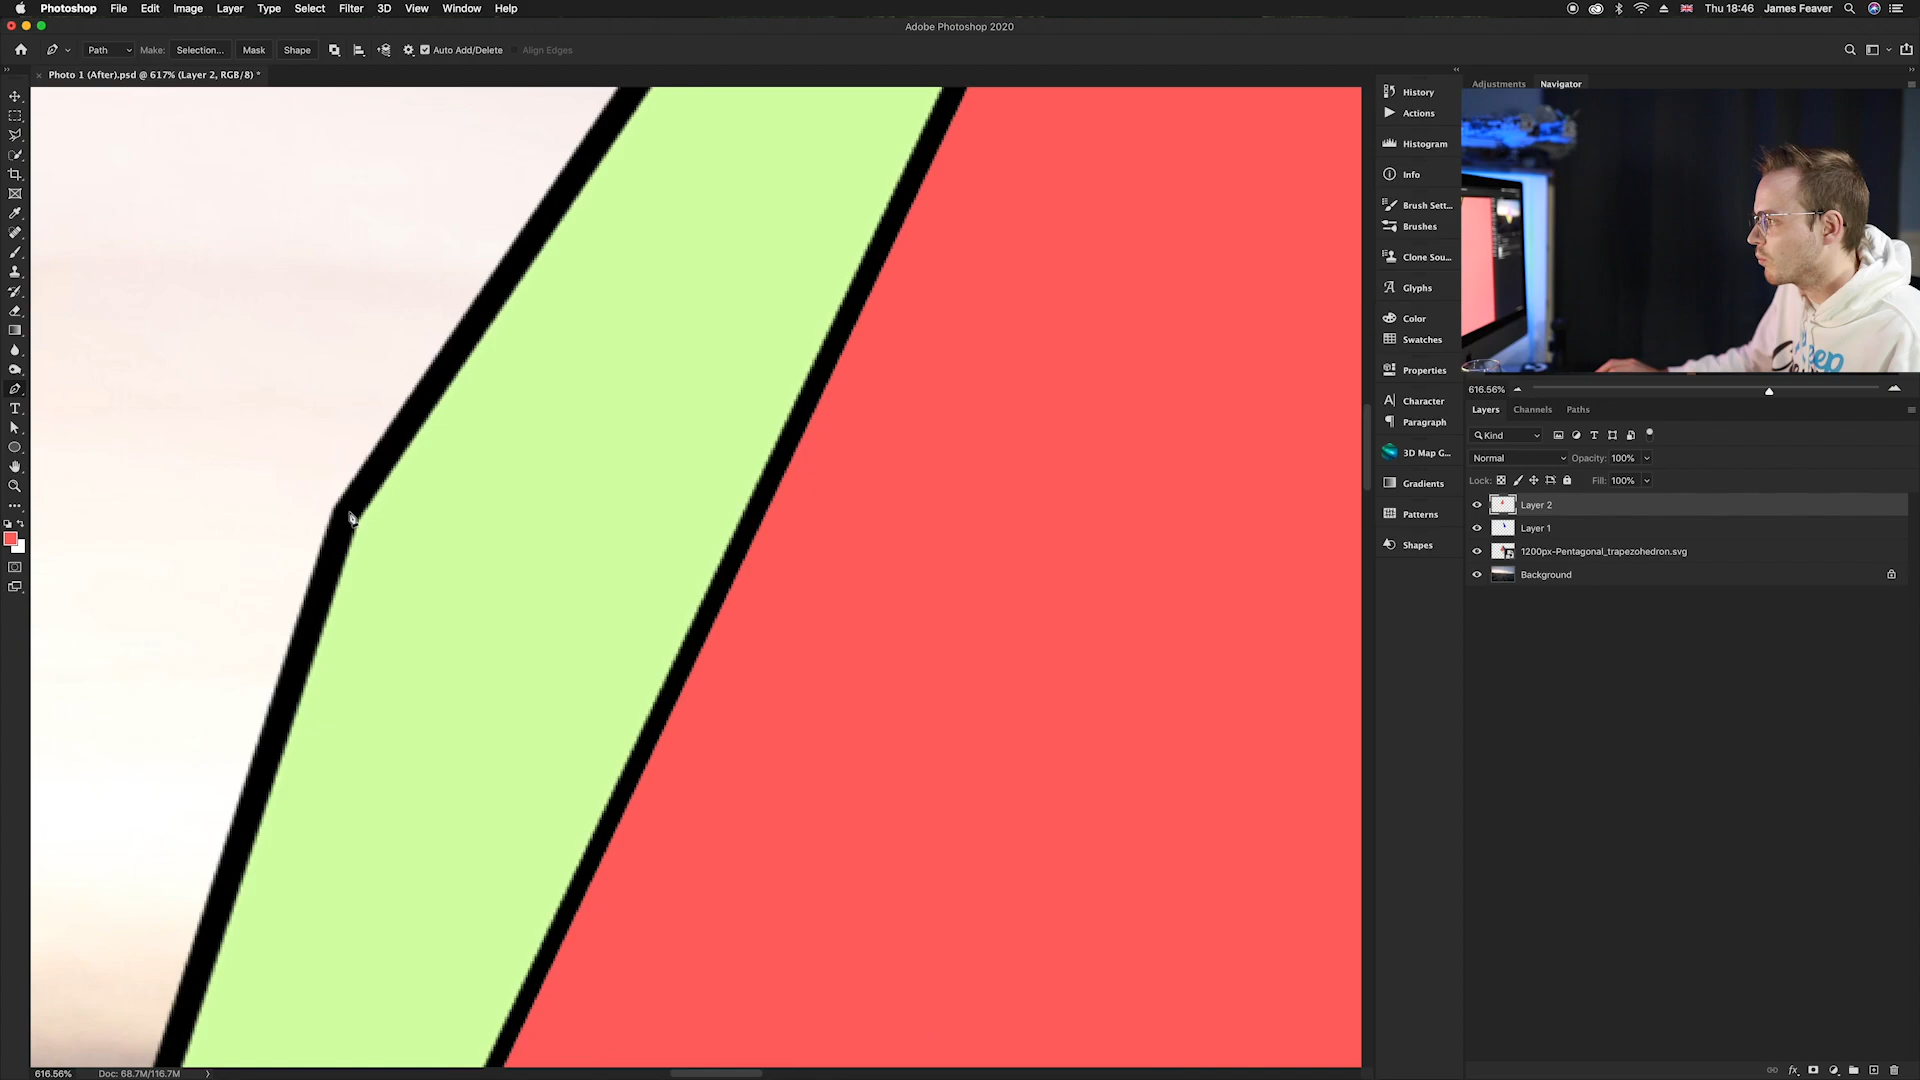 Photoshop File Edit Image Layer Type Select Filter 3D View Window Help Thu 18:46 James Feaver
Adobe Photoshop 2020
Path Make: Selection... Mask Shape Auto Add/Delete Align Edges
Photo 1 (After).psd @ 617% (Layer 2, RGB/8) *
History
Actions
Histogram
Info
Brush Sett...
Brushes
Clone Sou...
Glyphs
Color
Swatches
Properties
Character
Paragraph
3D Map G...
Gradients
Patterns
Shapes
Adjustments Navigator
616.56%
Layers Channels Paths
Kind
Normal Opacity: 100%
Lock: Fill: 100%
Layer 2
Layer 1
1200px-Pentagonal_trapezohedron.svg
Background
616.56% Doc: 68.7M/116.7M